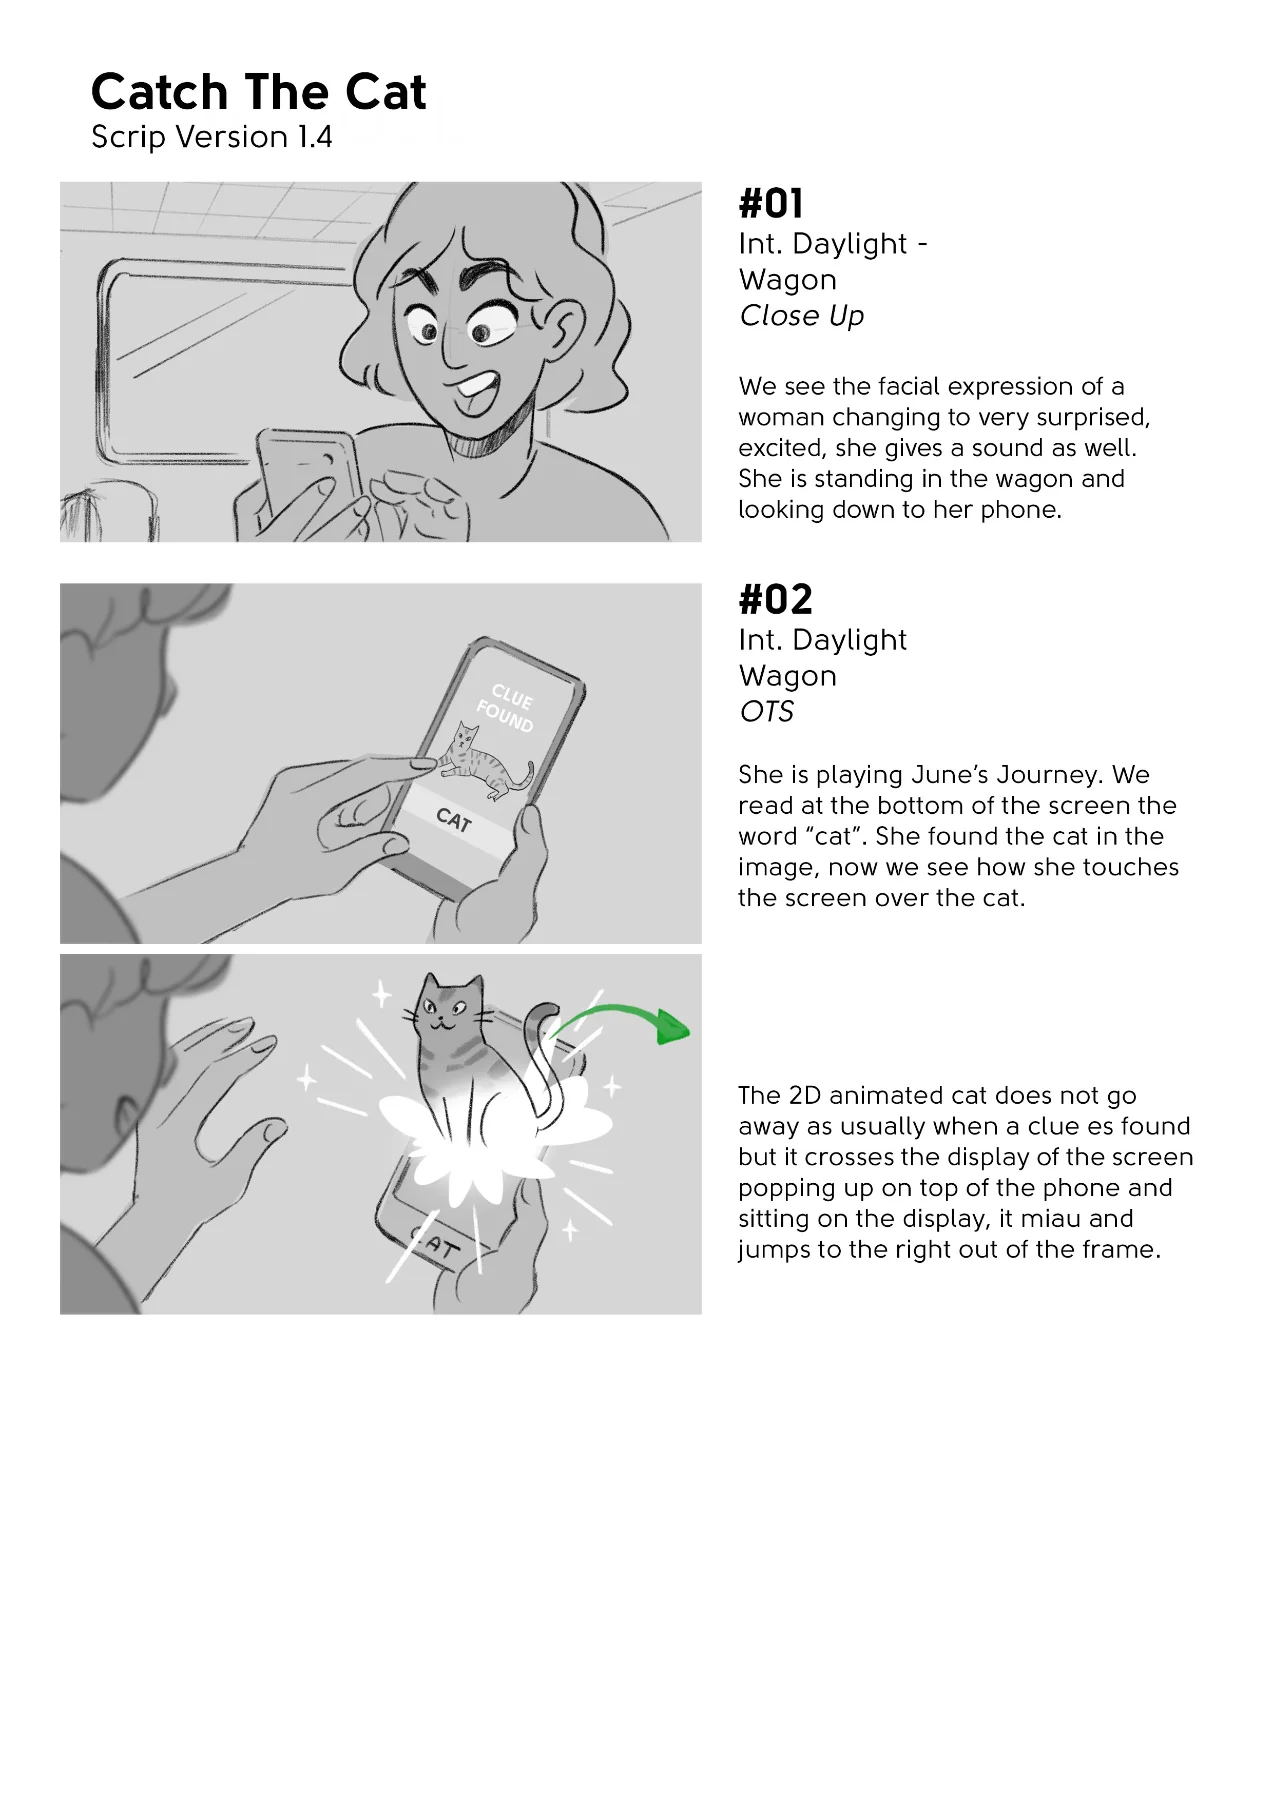 Catch The Cat
Scrip Version 1.4
#01
Int. Daylight -
Wagon
Close Up
We see the facial expression of a
woman changing to very surprised,
excited, she gives a sound as well.
She is standing in the wagon and
looking down to her phone.
CLUE
FOUND
CAT
#02
Int. Daylight
Wagon
OTS
She is playing June's Journey. We
read at the bottom of the screen the
word “cat”. She found the cat in the
image, now we see how she touches
the screen over the cat.
CAT
The 2D animated cat does not go
away as usually when a clue es found
but it crosses the display of the screen
popping up on top of the phone and
sitting on the display, it miau and
jumps to the right out of the frame.